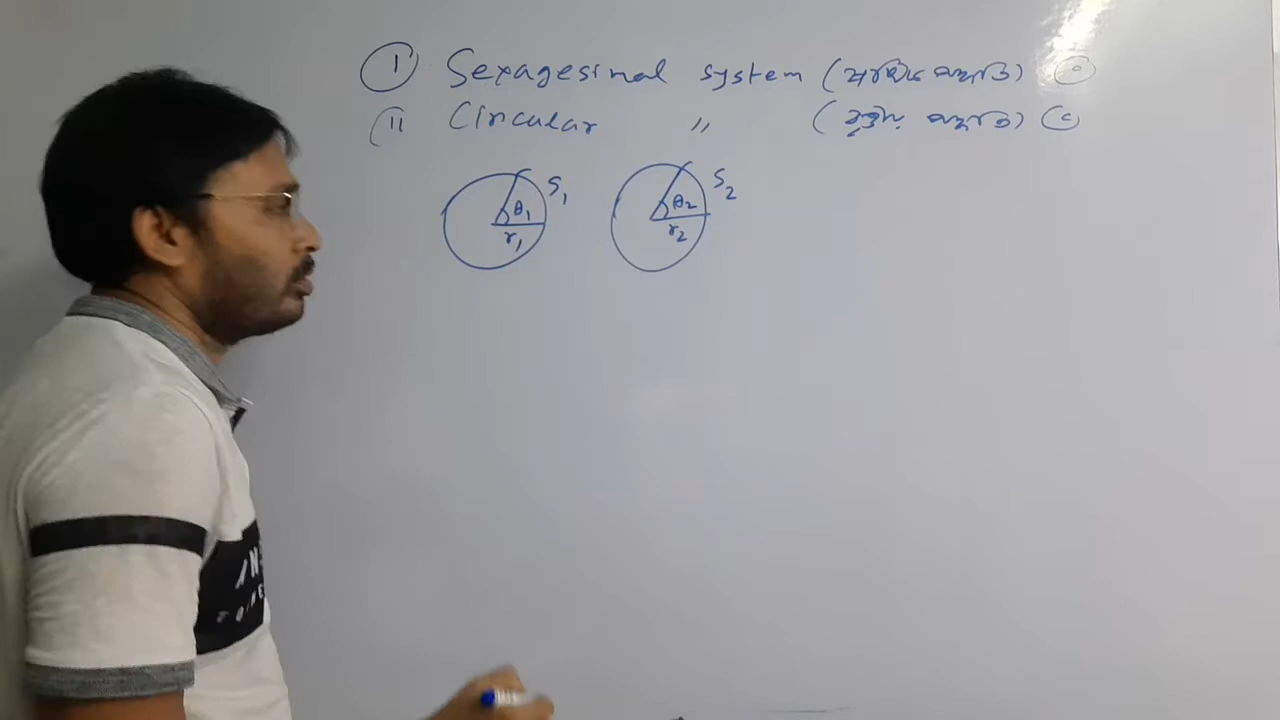 (i) Sexagesimal system (ষষ্ঠিক পদ্ধতি) (°)
(ii) Circular " (বৃত্তীয় পদ্ধতি) (c)
S₁ S₂
θ₁ θ₂
r₁ r₂